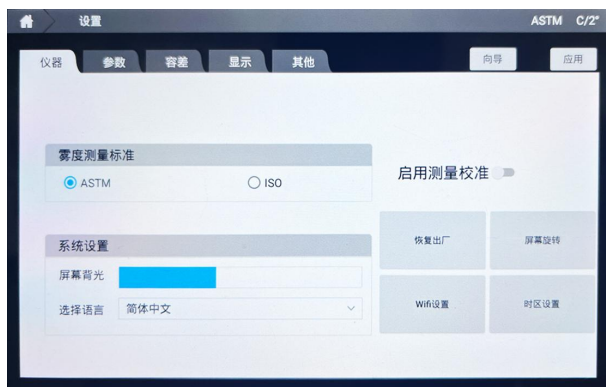 设置
ASTM C/2°
仪器 参数 容差 显示 其他 向导 应用
雾度测量标准
ASTM ISO
启用测量校准
系统设置
屏幕背光
选择语言 简体中文
恢复出厂 屏幕旋转
Wifi设置 时区设置